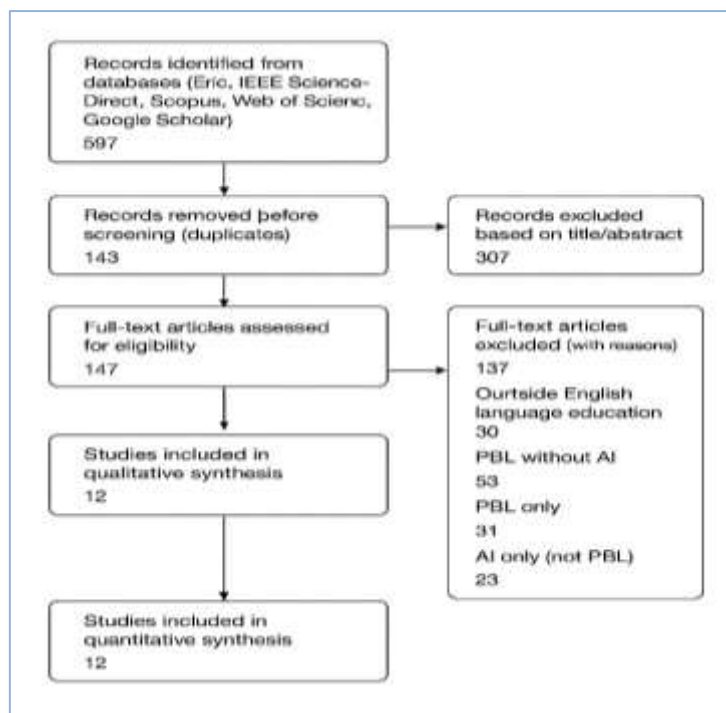 Records identified from
databases (Eric, IEEE Science-
Direct, Scopus, Web of Scienc,
Google Scholar)
597
Records removed before
screening (duplicates)
143
Records excluded
based on title/abstract
307
Full-text articles assessed
for eligibility
147
Full-text articles
excluded (with reasons)
137
Ourtside English
language education
30
PBL without AI
53
PBL only
31
AI only (not PBL)
23
Studies included in
qualitative synthesis
12
Studies included in
quantitative synthesis
12